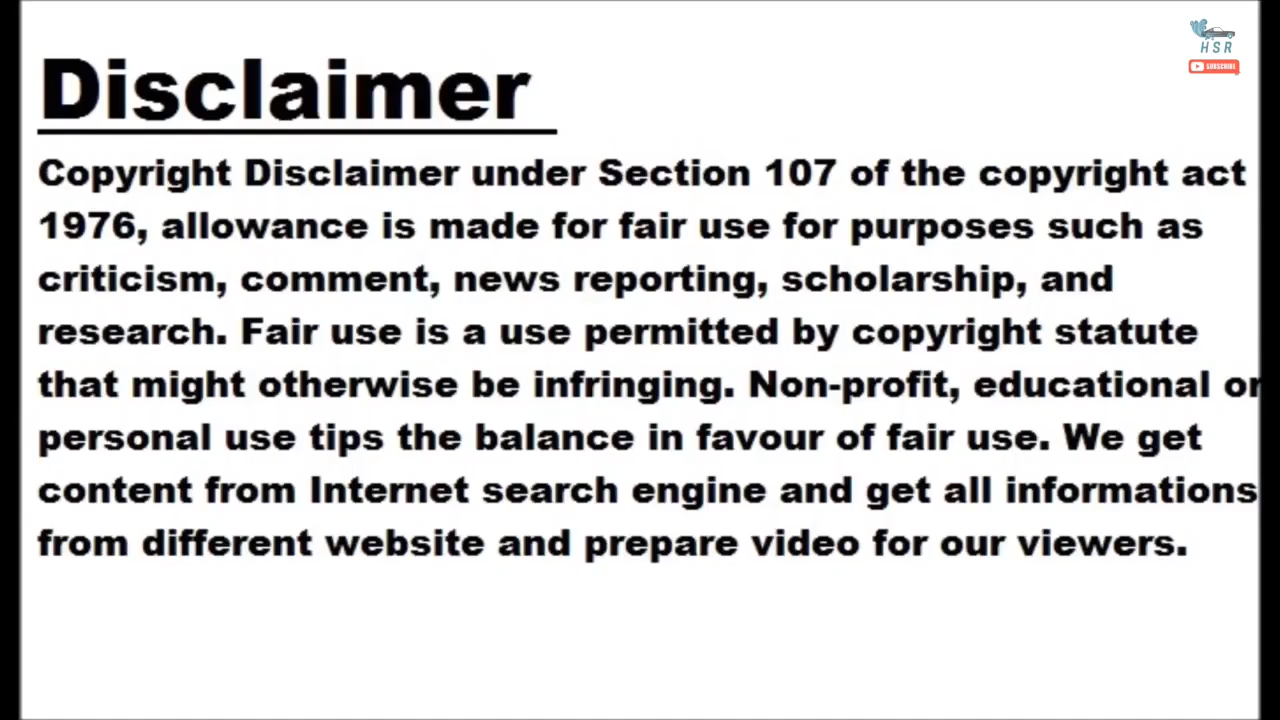 HSR
SUBSCRIBE
Disclaimer
Copyright Disclaimer under Section 107 of the copyright act
1976, allowance is made for fair use for purposes such as
criticism, comment, news reporting, scholarship, and
research. Fair use is a use permitted by copyright statute
that might otherwise be infringing. Non-profit, educational or
personal use tips the balance in favour of fair use. We get
content from Internet search engine and get all informations
from different website and prepare video for our viewers.